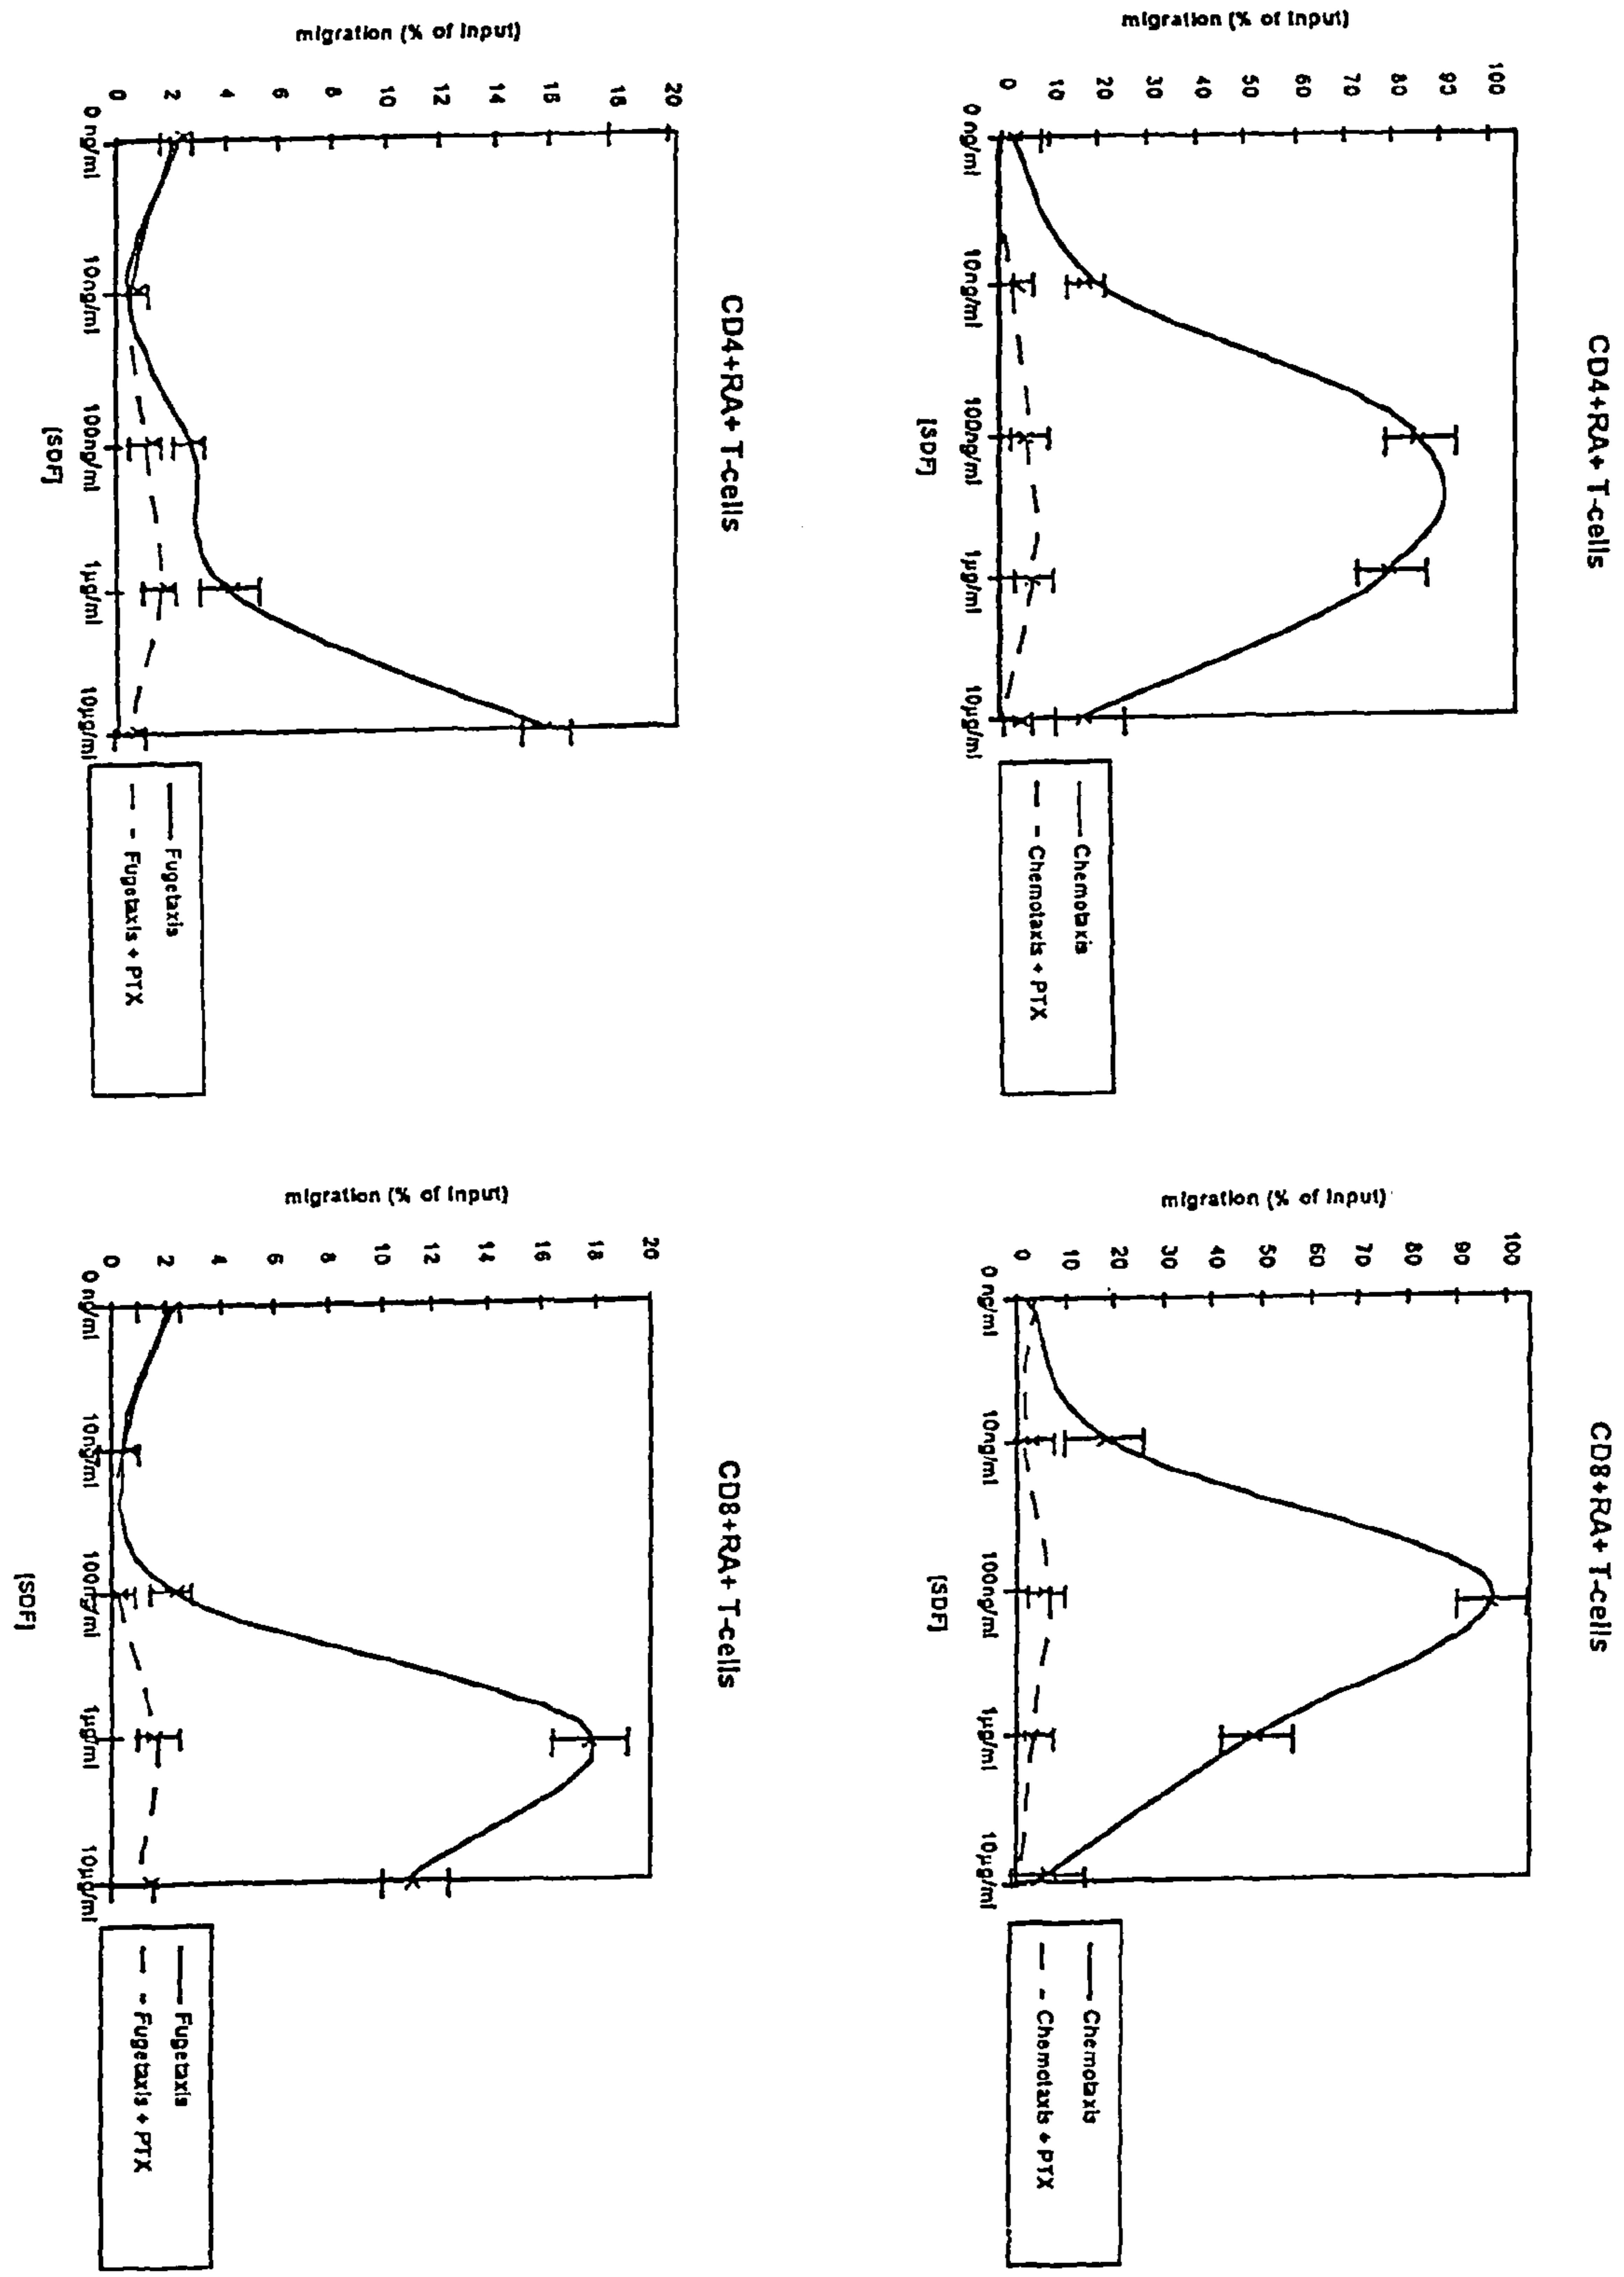 CD4+RA+ T-cells
migration (% of input)
100
90
80
70
60
50
40
30
20
10
0
0 ng/ml
10ng/ml
100ng/ml
1µg/ml
10µg/ml
[SDF]
Chemotaxis
Chemotaxis + PTX
CD8+RA+ T-cells
migration (% of input)
100
90
80
70
60
50
40
30
20
10
0
0 ng/ml
10ng/ml
100ng/ml
1µg/ml
10µg/ml
[SDF]
Chemotaxis
Chemotaxis + PTX
CD4+RA+ T-cells
migration (% of input)
20
18
16
14
12
10
8
6
4
2
0
0 ng/ml
10ng/ml
100ng/ml
1µg/ml
10µg/ml
[SDF]
Fugetaxis
Fugetaxis + PTX
CD8+RA+ T-cells
migration (% of input)
20
18
16
14
12
10
8
6
4
2
0
0 ng/ml
10ng/ml
100ng/ml
1µg/ml
10µg/ml
[SDF]
Fugetaxis
Fugetaxis + PTX